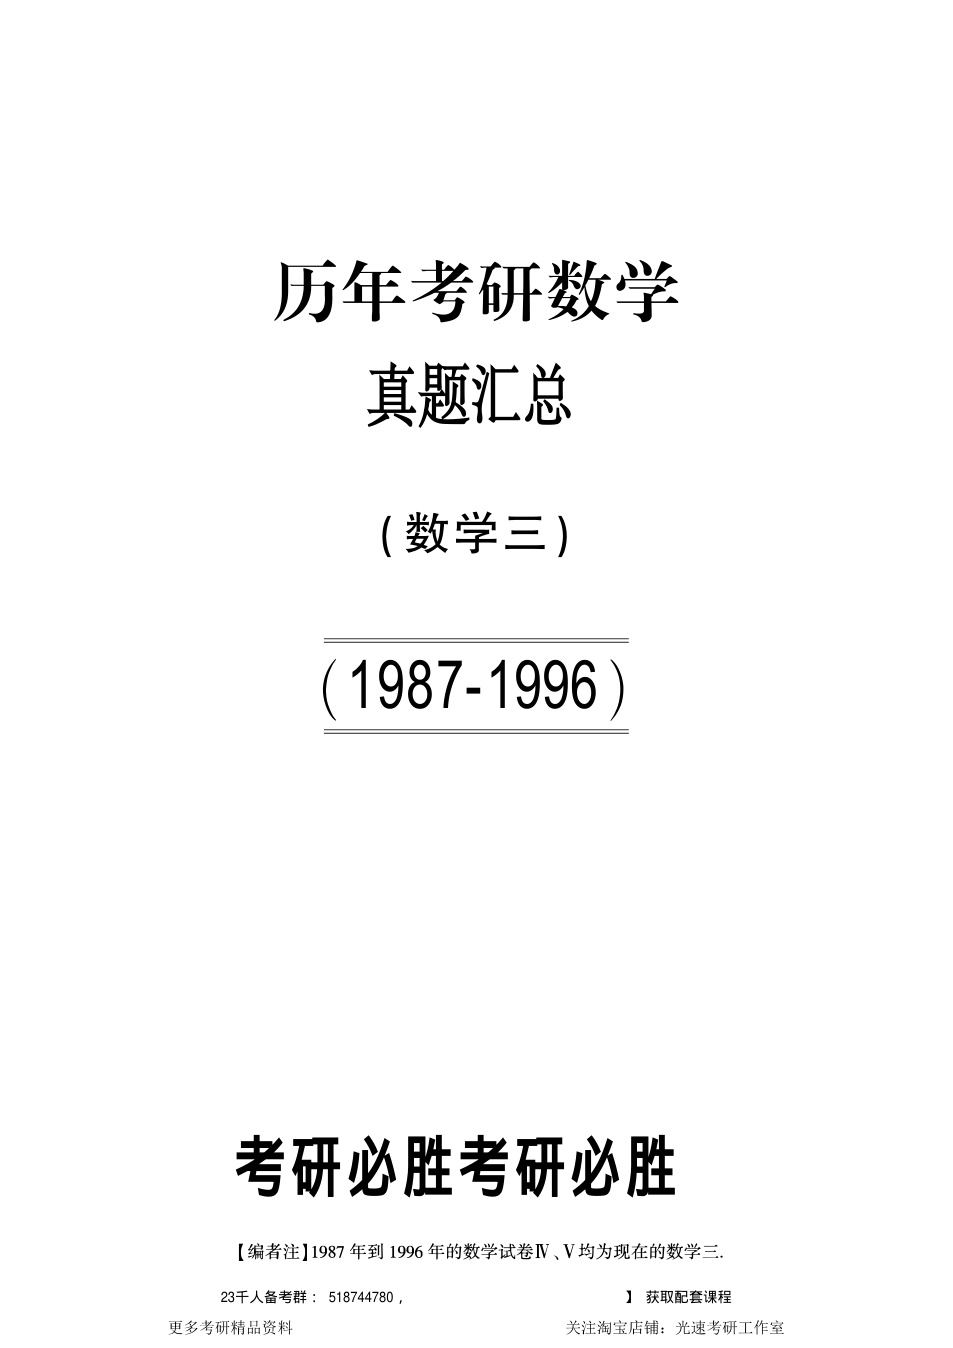 历年考研数学
真题汇总
(数学三)
(1987-1996)
考研必胜考研必胜
【编者注】1987 年到 1996 年的数学试卷Ⅳ、Ⅴ均为现在的数学三.
23千人备考群： 518744780 , 】 获取配套课程
更多考研精品资料 关注淘宝店铺：光速考研工作室